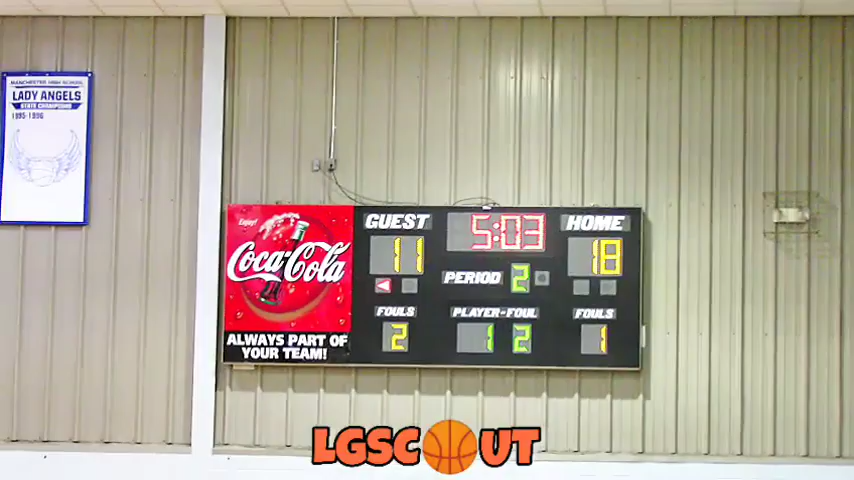 MANCHESTER HIGH SCHOOL
LADY ANGELS
STATE CHAMPIONS
1995-1996
Enjoy
Coca-Cola
ALWAYS PART OF
YOUR TEAM!
GUEST
11
5:03
HOME
18
PERIOD 2
FOULS
2
PLAYER-FOUL
1 2
FOULS
1
LGSCOUT